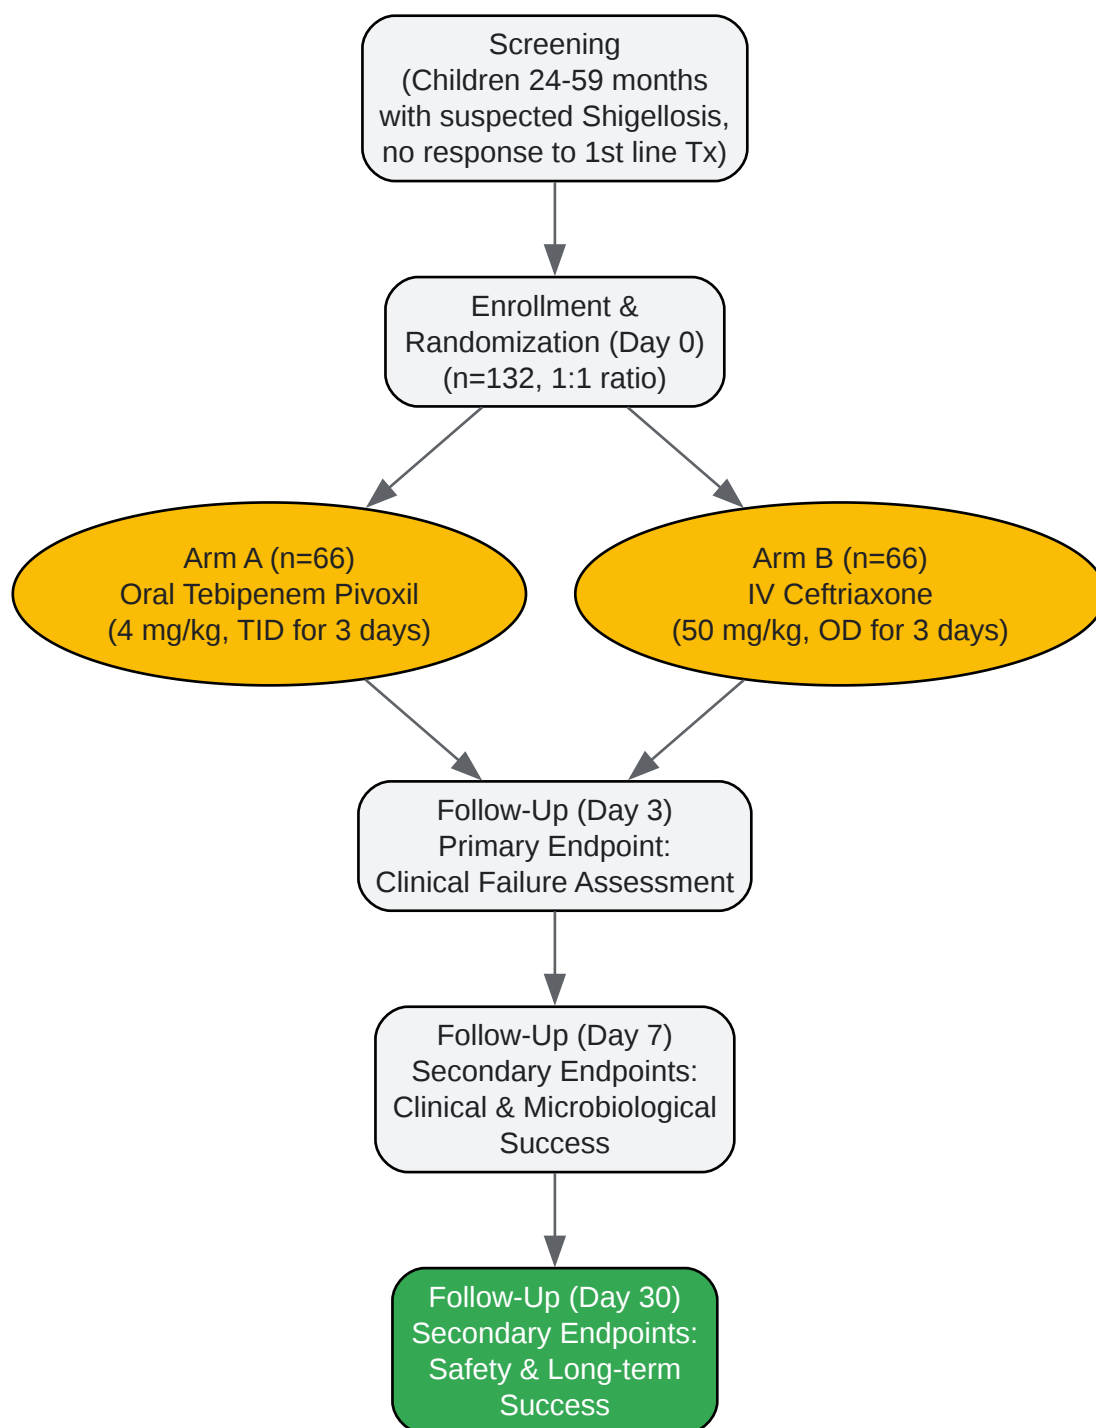 Screening
(Children 24-59 months
with suspected Shigellosis,
no response to 1st line Tx)
Enrollment &
Randomization (Day 0)
(n=132, 1:1 ratio)
Arm A (n=66)
Oral Tebipenem Pivoxil
(4 mg/kg, TID for 3 days)
Arm B (n=66)
IV Ceftriaxone
(50 mg/kg, OD for 3 days)
Follow-Up (Day 3)
Primary Endpoint:
Clinical Failure Assessment
Follow-Up (Day 7)
Secondary Endpoints:
Clinical & Microbiological
Success
Follow-Up (Day 30)
Secondary Endpoints:
Safety & Long-term
Success